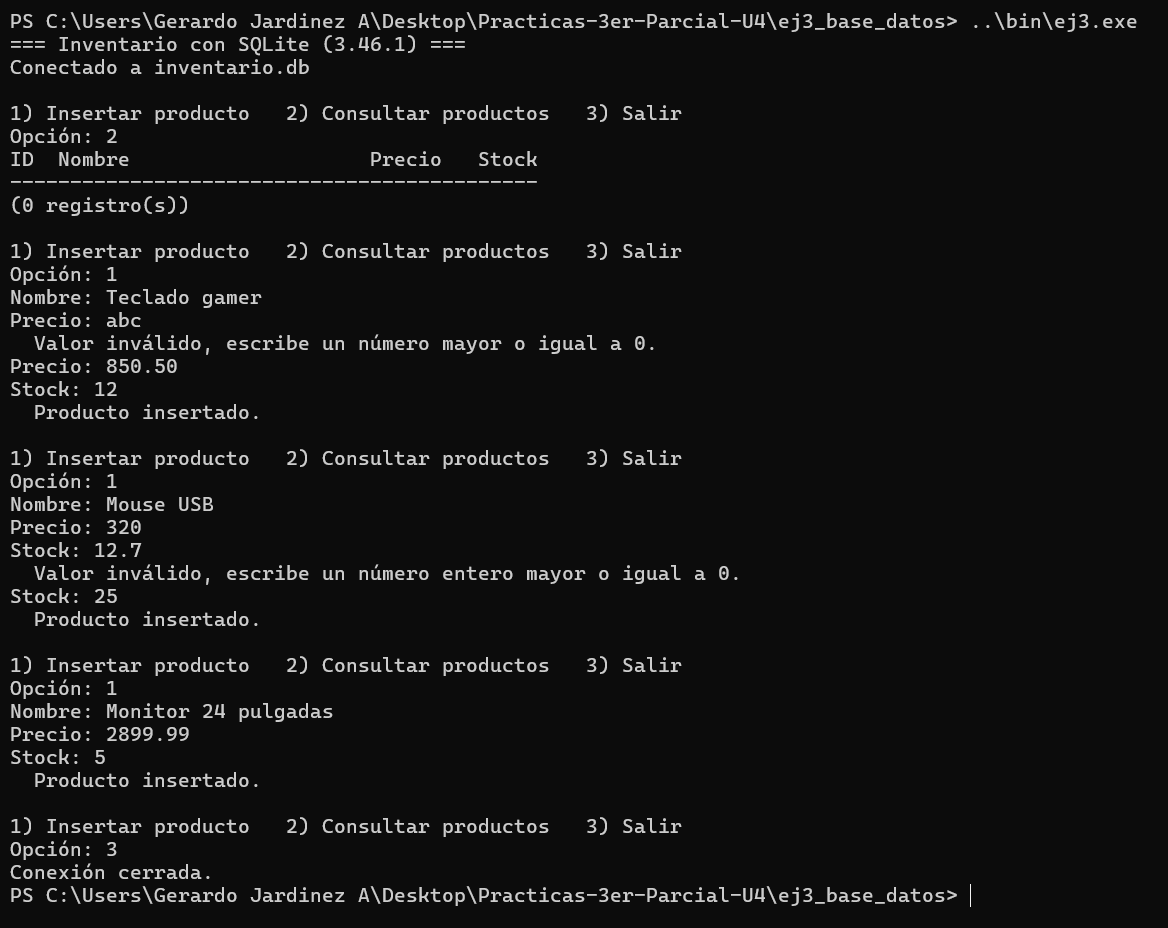 PS C:\Users\Gerardo Jardinez A\Desktop\Practicas-3er-Parcial-U4\ej3_base_datos> ..\bin\ej3.exe
=== Inventario con SQLite (3.46.1) ===
Conectado a inventario.db
1) Insertar producto   2) Consultar productos   3) Salir
Opción: 2
ID  Nombre                    Precio   Stock
--------------------------------------------
(0 registro(s))
1) Insertar producto   2) Consultar productos   3) Salir
Opción: 1
Nombre: Teclado gamer
Precio: abc
  Valor inválido, escribe un número mayor o igual a 0.
Precio: 850.50
Stock: 12
  Producto insertado.
1) Insertar producto   2) Consultar productos   3) Salir
Opción: 1
Nombre: Mouse USB
Precio: 320
Stock: 12.7
  Valor inválido, escribe un número entero mayor o igual a 0.
Stock: 25
  Producto insertado.
1) Insertar producto   2) Consultar productos   3) Salir
Opción: 1
Nombre: Monitor 24 pulgadas
Precio: 2899.99
Stock: 5
  Producto insertado.
1) Insertar producto   2) Consultar productos   3) Salir
Opción: 3
Conexión cerrada.
PS C:\Users\Gerardo Jardinez A\Desktop\Practicas-3er-Parcial-U4\ej3_base_datos>